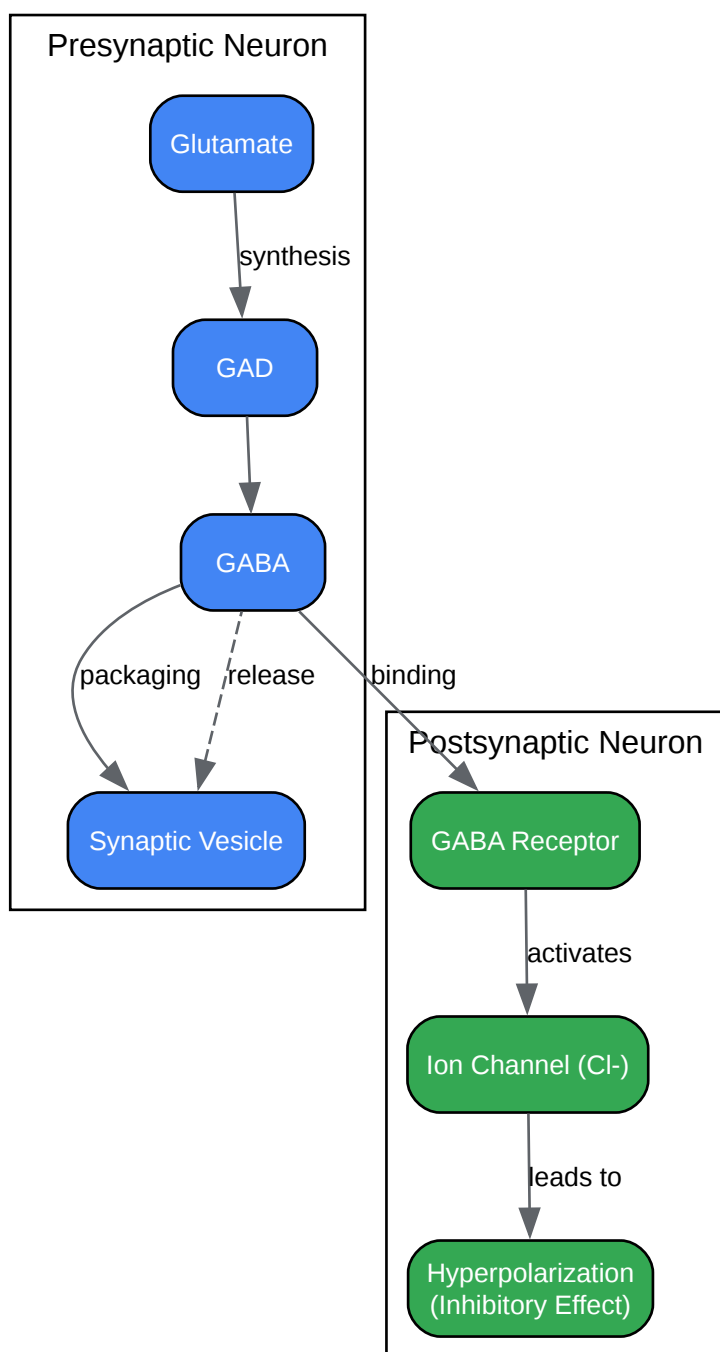 Presynaptic Neuron
Glutamate
synthesis
GAD
GABA
packaging
release
binding
Postsynaptic Neuron
Synaptic Vesicle
GABA Receptor
activates
Ion Channel (Cl-)
leads to
Hyperpolarization
(Inhibitory Effect)